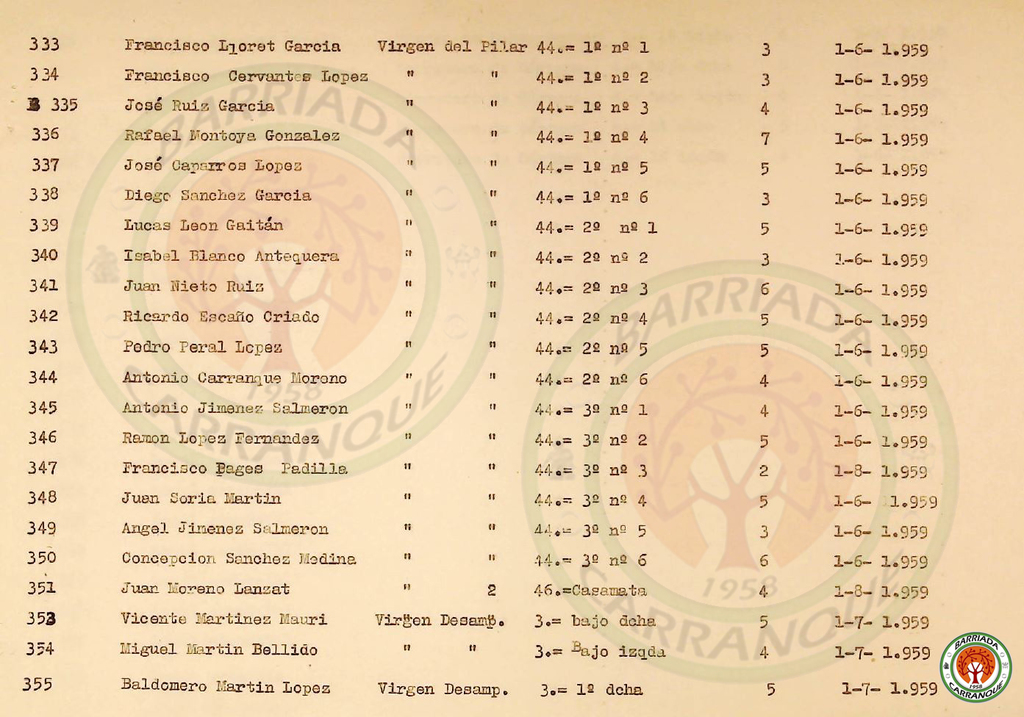 333 Francisco Lloret Garcia Virgen del Pilar 44.= 1º nº 1 3 1-6- 1.959
334 Francisco Cervantes Lopez " " 44.= 1º nº 2 3 1-6- 1.959
335 José Ruiz Garcia " " 44.= 1º nº 3 4 1-6- 1.959
336 Rafael Montoya Gonzalez " " 44.= 1º nº 4 7 1-6- 1.959
337 José Caparros Lopez " " 44.= 1º nº 5 5 1-6- 1.959
338 Diego Sanchez Garcia " " 44.= 1º nº 6 3 1-6- 1.959
339 Lucas Leon Gaitán " " 44.= 2º nº 1 5 1-6- 1.959
340 Isabel Blanco Antequera " " 44.= 2º nº 2 3 1-6- 1.959
341 Juan Nieto Ruiz " " 44.= 2º nº 3 6 1-6- 1.959
342 Ricardo Escaño Criado " " 44.= 2º nº 4 5 1-6- 1.959
343 Pedro Peral Lopez " " 44.= 2º nº 5 5 1-6- 1.959
344 Antonio Carranque Moreno " " 44.= 2º nº 6 4 1-6- 1.959
345 Antonio Jimenez Salmeron " " 44.= 3º nº 1 4 1-6- 1.959
346 Ramon Lopez Fernandez " " 44.= 3º nº 2 5 1-6- 1.959
347 Francisco Pages Padilla " " 44.= 3º nº 3 2 1-8- 1.959
348 Juan Soria Martin " " 44.= 3º nº 4 5 1-6- 1.959
349 Angel Jimenez Salmeron " " 44.= 3º nº 5 3 1-6- 1.959
350 Concepcion Sanchez Medina " " 44.= 3º nº 6 6 1-6- 1.959
351 Juan Moreno Lanzat " 2 46.=Casamata 4 1-8- 1.959
353 Vicente Martinez Mauri Virgen Desamp. 3.= bajo dcha 5 1-7- 1.959
354 Miguel Martin Bellido " " 3.= Bajo izqda 4 1-7- 1.959
355 Baldomero Martin Lopez Virgen Desamp. 3.= 1º dcha 5 1-7- 1.959
BARRIADA
1958
CARRANQUE
BARRIADA
1958
CARRANQUE
BARRIADA
1958
CARRANQUE